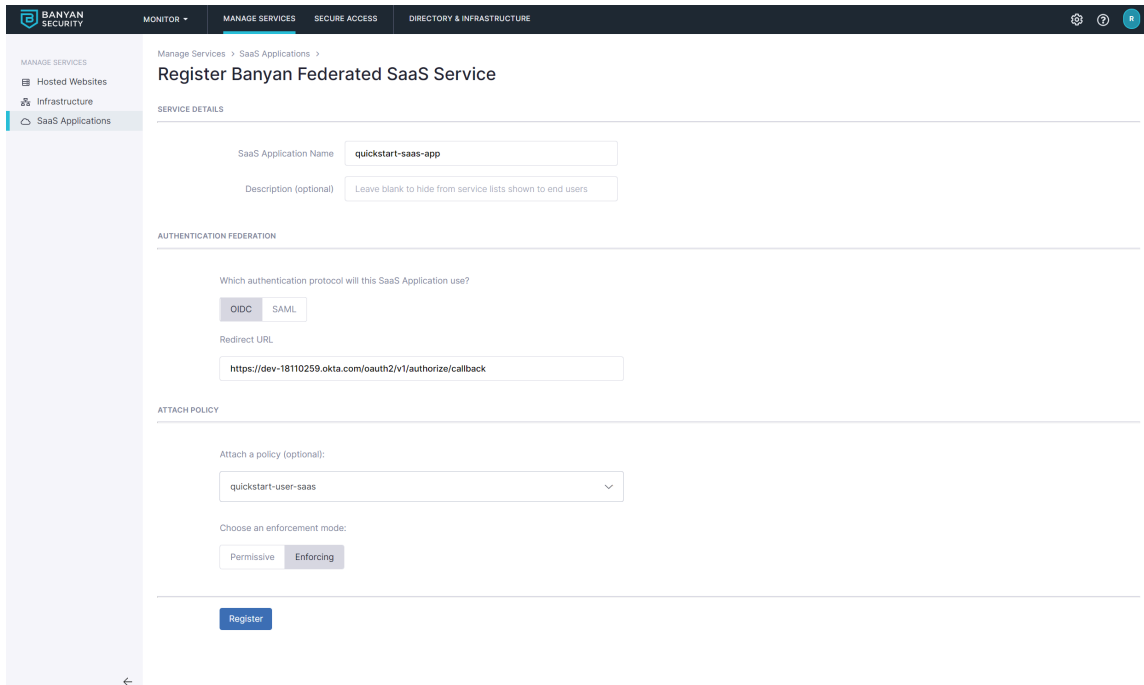 BANYAN
SECURITY
MONITOR
MANAGE SERVICES
SECURE ACCESS
DIRECTORY & INFRASTRUCTURE
R
MANAGE SERVICES
Hosted Websites
Infrastructure
SaaS Applications
Manage Services > SaaS Applications >
Register Banyan Federated SaaS Service
SERVICE DETAILS
SaaS Application Name
quickstart-saas-app
Description (optional)
Leave blank to hide from service lists shown to end users
AUTHENTICATION FEDERATION
Which authentication protocol will this SaaS Application use?
OIDC
SAML
Redirect URL
https://dev-18110259.okta.com/oauth2/v1/authorize/callback
ATTACH POLICY
Attach a policy (optional):
quickstart-user-saas
Choose an enforcement mode:
Permissive
Enforcing
Register